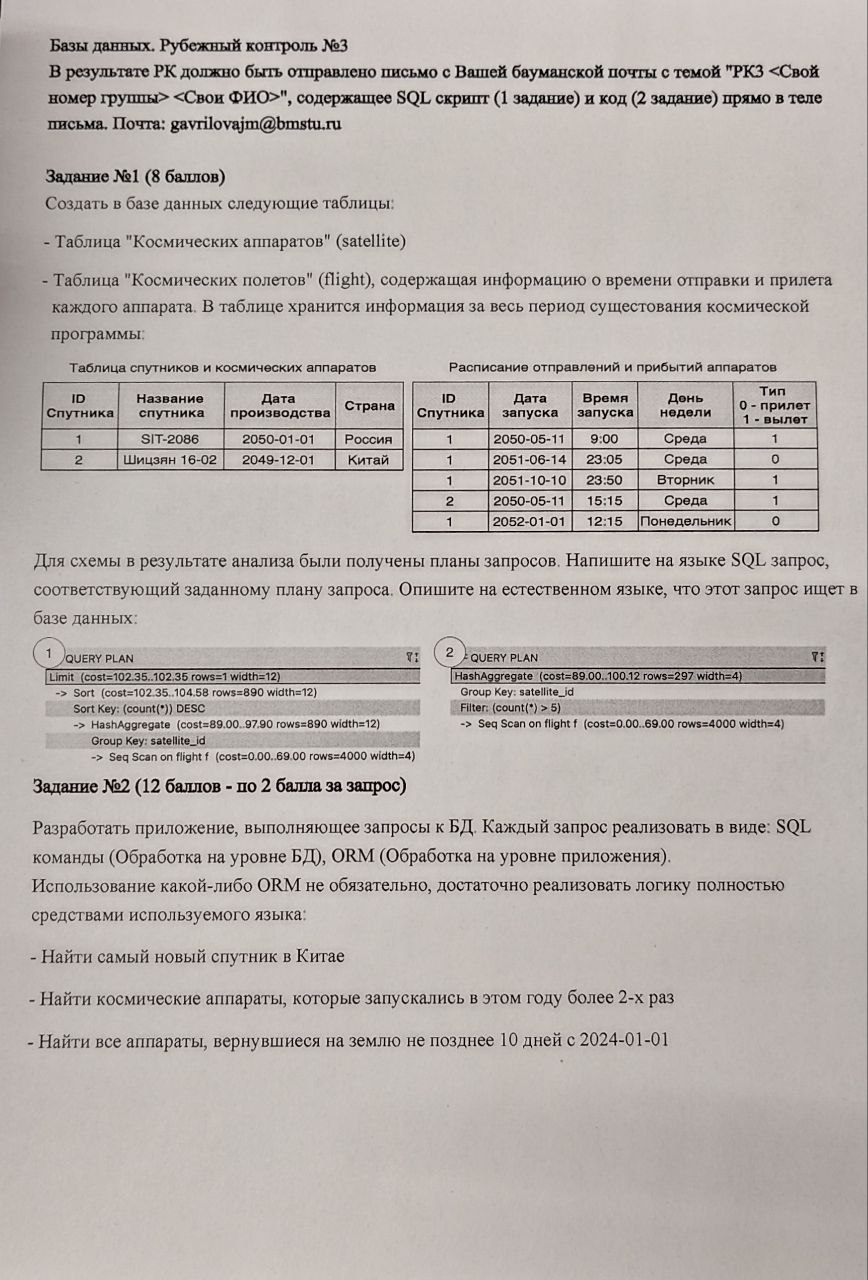 Базы данных. Рубежный контроль №3
В результате РК должно быть отправлено письмо с Вашей бауманской почты с темой "РК3 <Свой
номер группы> <Свои ФИО>", содержащее SQL скрипт (1 задание) и код (2 задание) прямо в теле
письма. Почта: gavrilovajm@bmstu.ru
Задание №1 (8 баллов)
Создать в базе данных следующие таблицы:
- Таблица "Космических аппаратов" (satellite)
- Таблица "Космических полетов" (flight), содержащая информацию о времени отправки и прилета
каждого аппарата. В таблице хранится информация за весь период сущестования космической
программы:
Таблица спутников и космических аппаратов
ID Спутника | Название спутника | Дата производства | Страна
1 | SIT-2086 | 2050-01-01 | Россия
2 | Шицзян 16-02 | 2049-12-01 | Китай
Расписание отправлений и прибытий аппаратов
ID Спутника | Дата запуска | Время запуска | День недели | Тип 0 - прилет 1 - вылет
1 | 2050-05-11 | 9:00 | Среда | 1
1 | 2051-06-14 | 23:05 | Среда | 0
1 | 2051-10-10 | 23:50 | Вторник | 1
2 | 2050-05-11 | 15:15 | Среда | 1
1 | 2052-01-01 | 12:15 | Понедельник | 0
Для схемы в результате анализа были получены планы запросов. Напишите на языке SQL запрос,
соответствующий заданному плану запроса. Опишите на естественном языке, что этот запрос ищет в
базе данных:
1 QUERY PLAN
Limit (cost=102.35..102.35 rows=1 width=12)
-> Sort (cost=102.35..104.58 rows=890 width=12)
Sort Key: (count(*)) DESC
-> HashAggregate (cost=89.00..97.90 rows=890 width=12)
Group Key: satellite_id
-> Seq Scan on flight f (cost=0.00..69.00 rows=4000 width=4)
2 QUERY PLAN
HashAggregate (cost=89.00..100.12 rows=297 width=4)
Group Key: satellite_id
Filter: (count(*) > 5)
-> Seq Scan on flight f (cost=0.00..69.00 rows=4000 width=4)
Задание №2 (12 баллов - по 2 балла за запрос)
Разработать приложение, выполняющее запросы к БД. Каждый запрос реализовать в виде: SQL
команды (Обработка на уровне БД), ORM (Обработка на уровне приложения).
Использование какой-либо ORM не обязательно, достаточно реализовать логику полностью
средствами используемого языка:
- Найти самый новый спутник в Китае
- Найти космические аппараты, которые запускались в этом году более 2-х раз
- Найти все аппараты, вернувшиеся на землю не позднее 10 дней с 2024-01-01